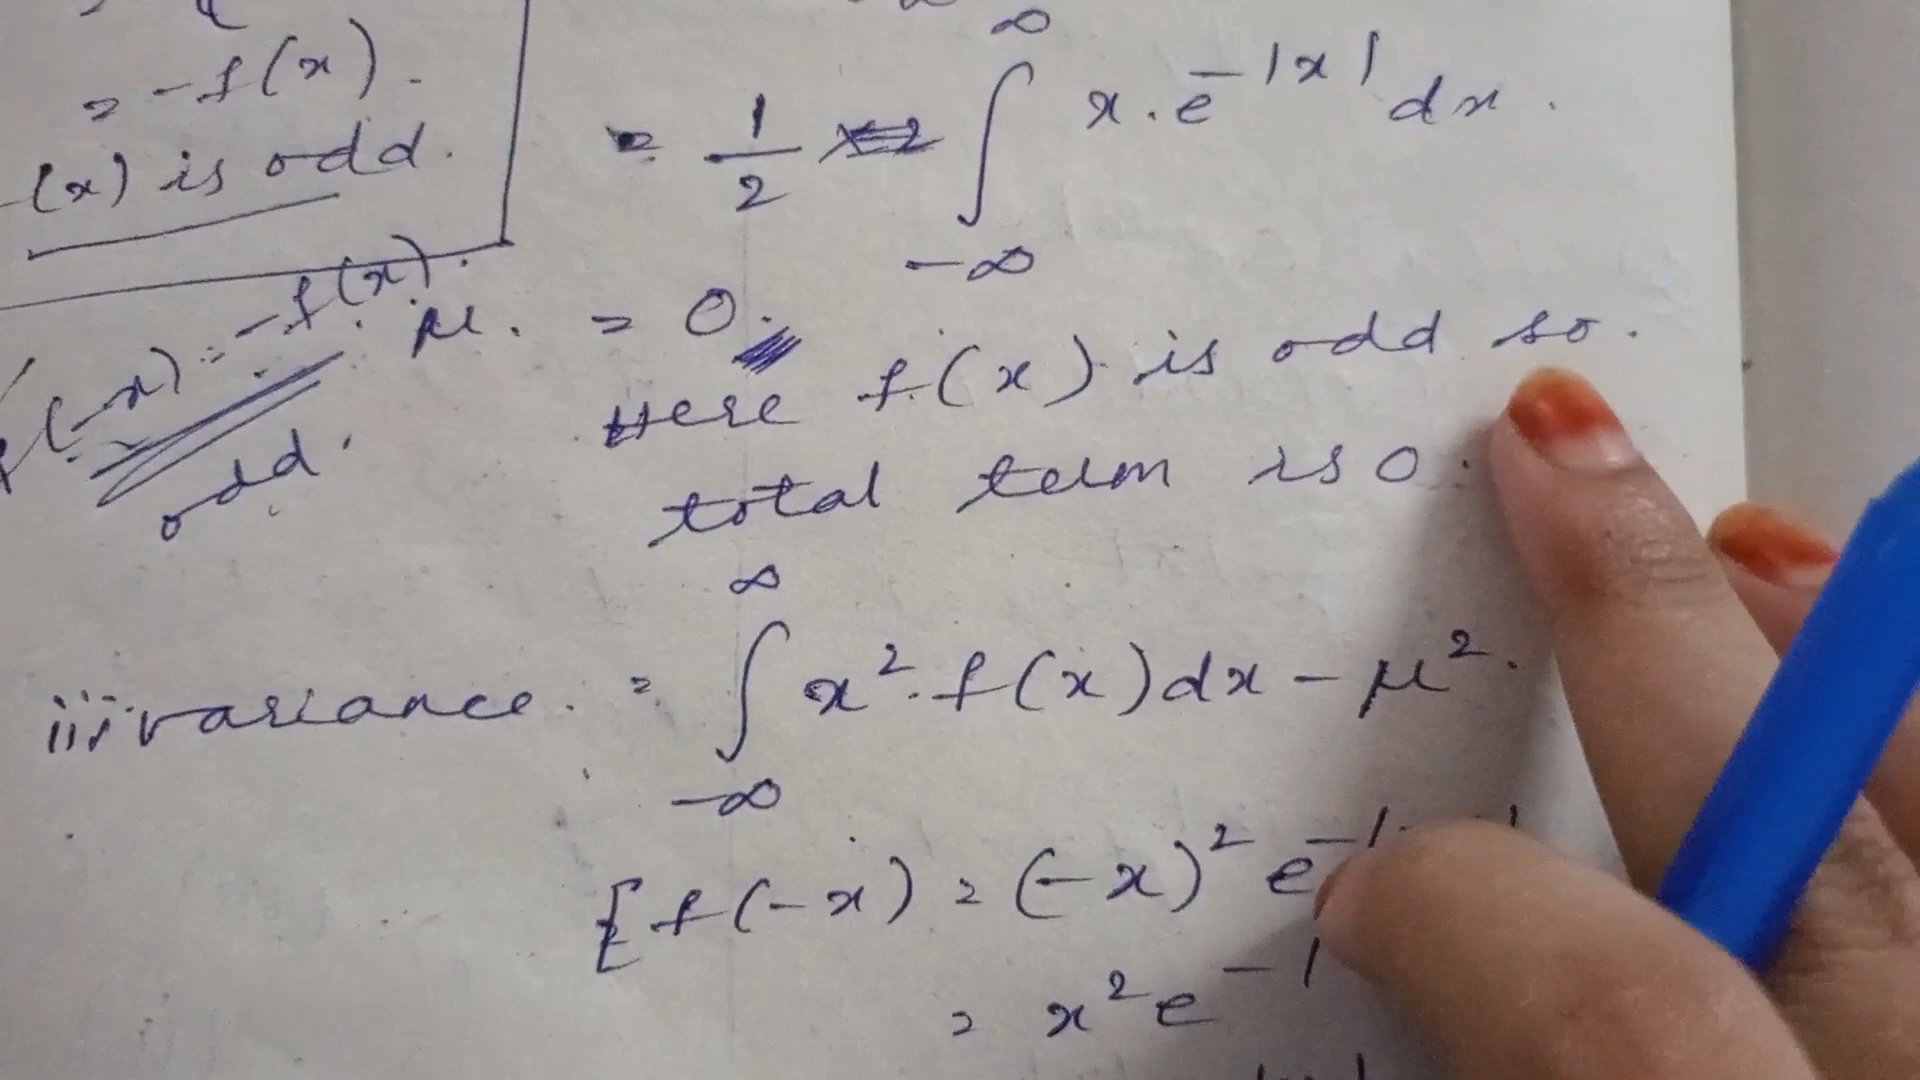 = -f(x).
(x) is odd.
f(-x) = -f(x).
odd.
= 1/2 ∫_{-∞}^{∞} x . e^{-|x|} dx .
μ. = 0.
Here f(x) is odd so.
total term is 0.
iii. variance. = ∫_{-∞}^{∞} x². f(x) dx - μ².
[f(-x) = (-x)² e^-|
= x² e^-|